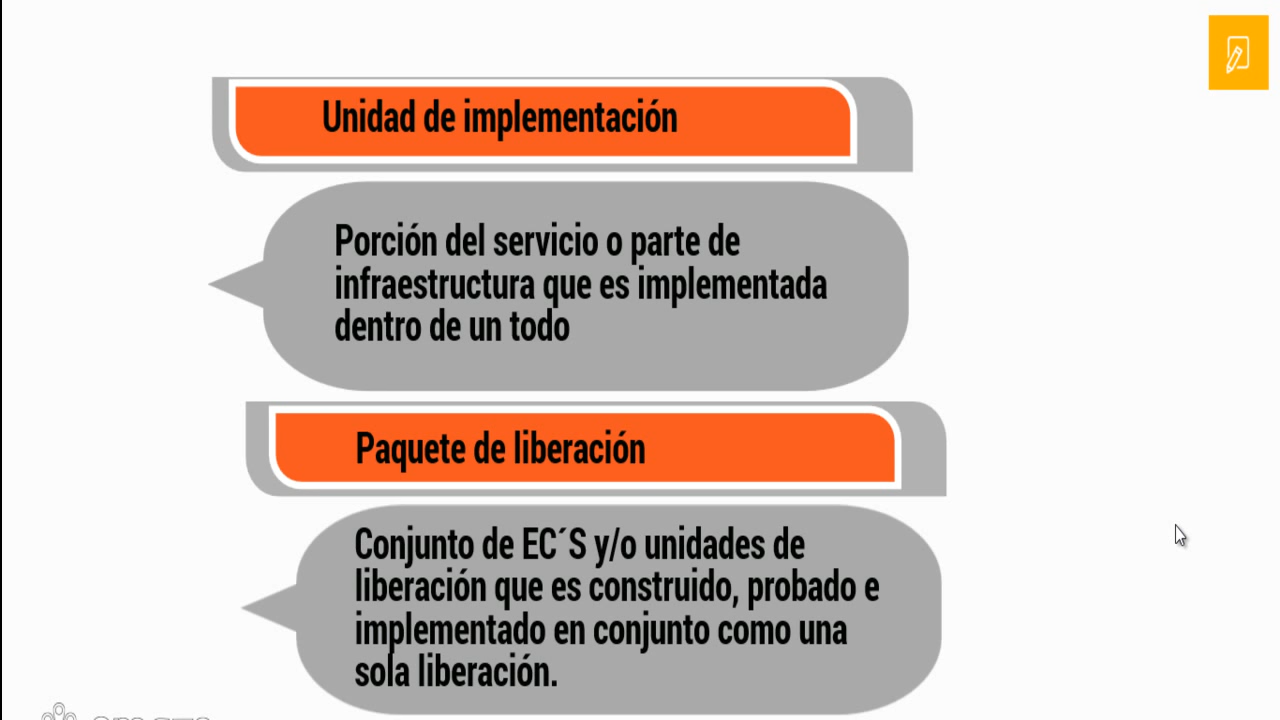 Unidad de implementación
Porción del servicio o parte de
infraestructura que es implementada
dentro de un todo
Paquete de liberación
Conjunto de EC´S y/o unidades de
liberación que es construido, probado e
implementado en conjunto como una
sola liberación.